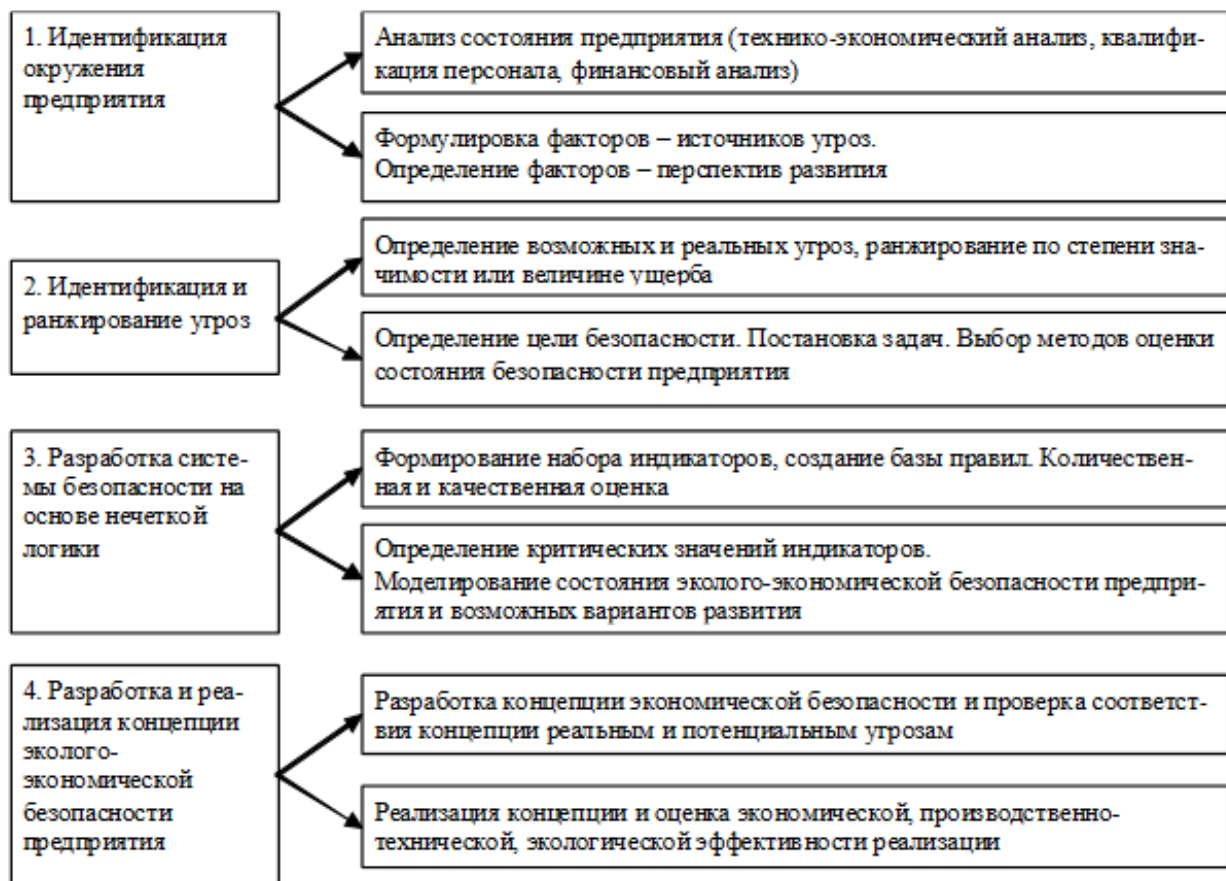 1. Идентификация
окружения
предприятия
Анализ состояния предприятия (технико-экономический анализ, квалифи-
кация персонала, финансовый анализ)
Формулировка факторов – источников угроз.
Определение факторов – перспектив развития
2. Идентификация и
ранжирование угроз
Определение возможных и реальных угроз, ранжирование по степени зна-
чимости или величине ущерба
Определение цели безопасности. Постановка задач. Выбор методов оценки
состояния безопасности предприятия
3. Разработка систе-
мы безопасности на
основе нечеткой
логики
Формирование набора индикаторов, создание базы правил. Количествен-
ная и качественная оценка
Определение критических значений индикаторов.
Моделирование состояния эколого-экономической безопасности предпри-
ятия и возможных вариантов развития
4. Разработка и реа-
лизация концепции
эколого-
экономической
безопасности
предприятия
Разработка концепции экономической безопасности и проверка соответст-
вия концепции реальным и потенциальным угрозам
Реализация концепции и оценка экономической, производственно-
технической, экологической эффективности реализации